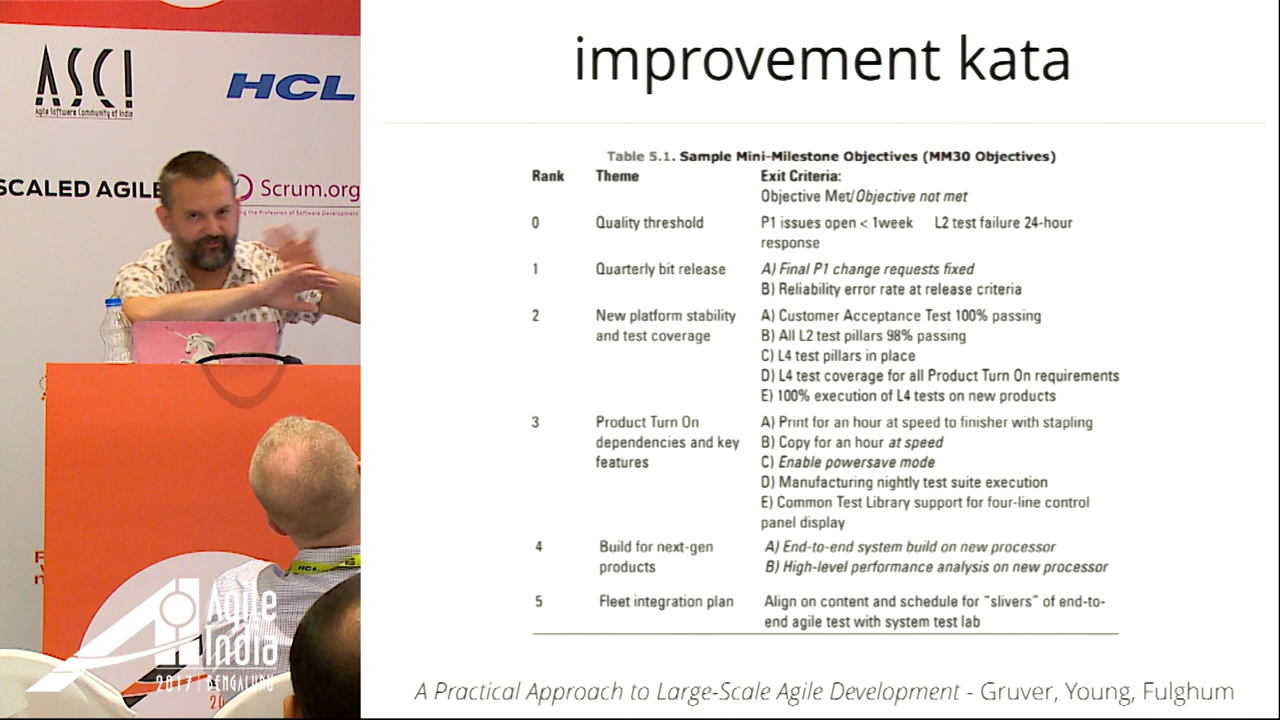 ASCI
Agile Software Community of India
HCL
SCALED AGILE
Scrum.org
the Profession of Software Development
HCL
Agile
India
2017 | BENGALURU
20
improvement kata
Table 5.1. Sample Mini-Milestone Objectives (MM30 Objectives)
Rank Theme Exit Criteria:
Objective Met/Objective not met
0 Quality threshold P1 issues open < 1week L2 test failure 24-hour
response
1 Quarterly bit release A) Final P1 change requests fixed
B) Reliability error rate at release criteria
2 New platform stability A) Customer Acceptance Test 100% passing
and test coverage B) All L2 test pillars 98% passing
C) L4 test pillars in place
D) L4 test coverage for all Product Turn On requirements
E) 100% execution of L4 tests on new products
3 Product Turn On A) Print for an hour at speed to finisher with stapling
dependencies and key B) Copy for an hour at speed
features C) Enable powersave mode
D) Manufacturing nightly test suite execution
E) Common Test Library support for four-line control
panel display
4 Build for next-gen A) End-to-end system build on new processor
products B) High-level performance analysis on new processor
5 Fleet integration plan Align on content and schedule for “slivers” of end-to-
end agile test with system test lab
A Practical Approach to Large-Scale Agile Development - Gruver, Young, Fulghum